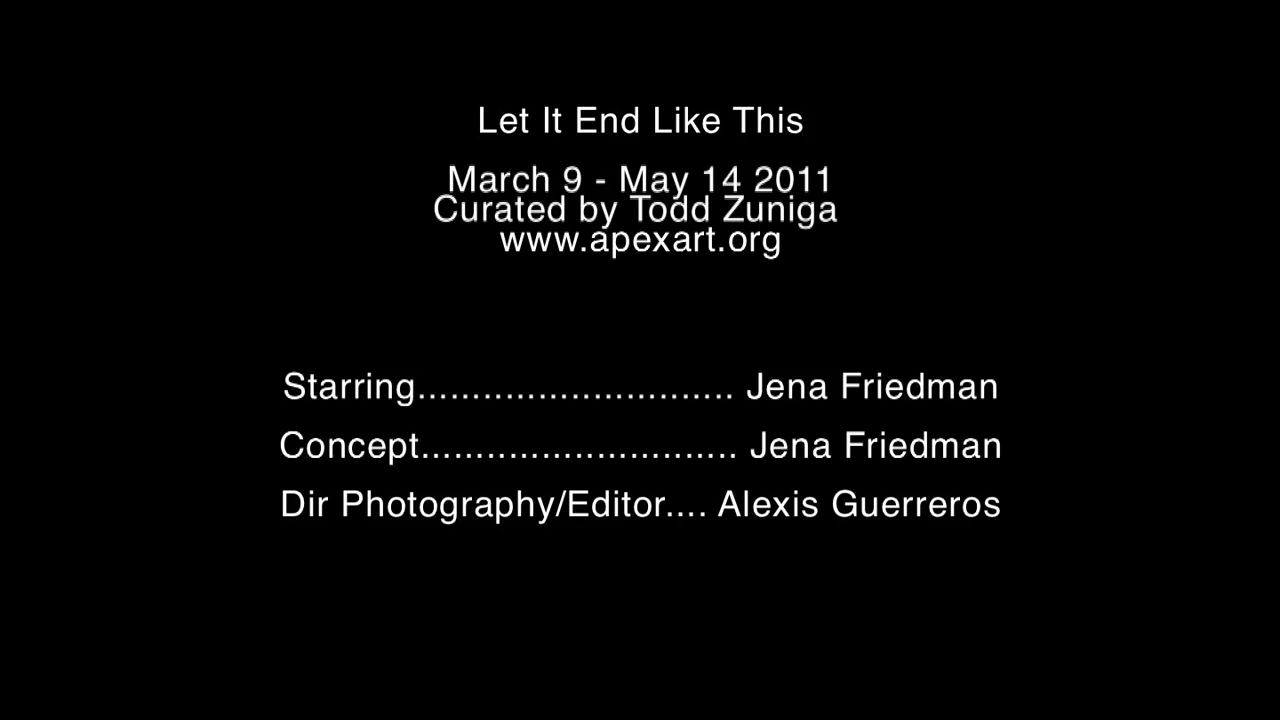 Let It End Like This
March 9 - May 14 2011
Curated by Todd Zuniga
www.apexart.org
Starring............................. Jena Friedman
Concept............................. Jena Friedman
Dir Photography/Editor.... Alexis Guerreros